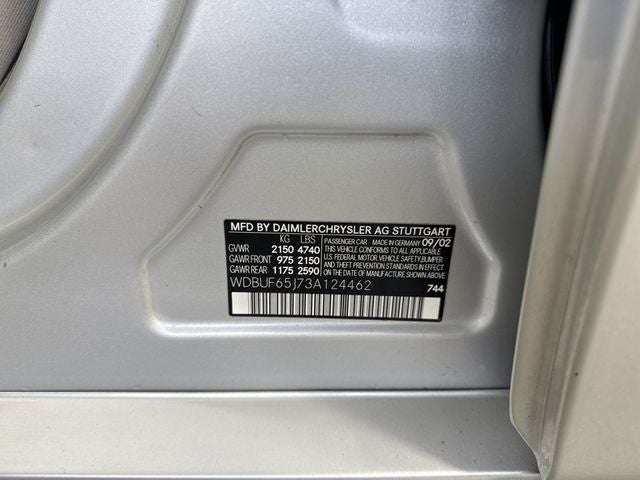 MFD BY DAIMLERCHRYSLER AG STUTTGART
KG LBS PASSENGER CAR MADE IN GERMANY 09/02
GVWR 2150 4740 THIS VEHICLE CONFORMS TO ALL APPLICABLE
GAWR FRONT 975 2150 U.S. FEDERAL MOTOR VEHICLE SAFETY,BUMPER
GAWR REAR 1175 2590 AND THEFT PREVENTION STANDARDS IN EFFECT
ON THE DATE OF MANUFACTURE SHOWN ABOVE
WDBUF65J73A124462 744